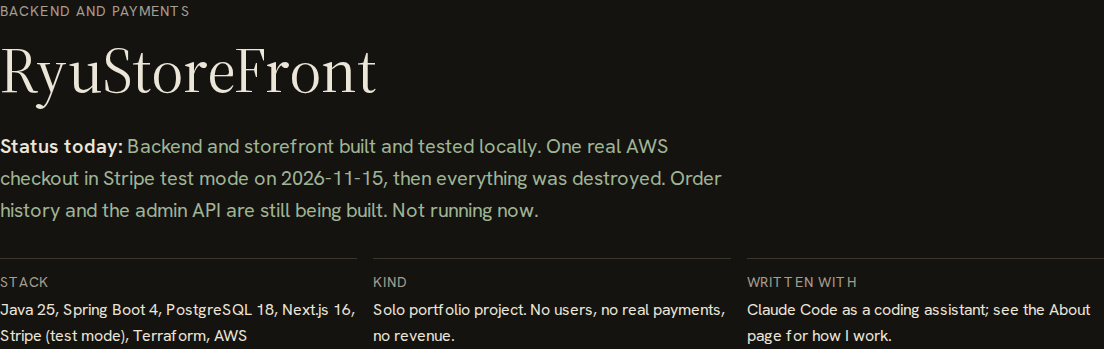 BACKEND AND PAYMENTS
RyuStoreFront
Status today: Backend and storefront built and tested locally. One real AWS
checkout in Stripe test mode on 2026-11-15, then everything was destroyed. Order
history and the admin API are still being built. Not running now.
STACK
Java 25, Spring Boot 4, PostgreSQL 18, Next.js 16,
Stripe (test mode), Terraform, AWS
KIND
Solo portfolio project. No users, no real payments,
no revenue.
WRITTEN WITH
Claude Code as a coding assistant; see the About
page for how I work.